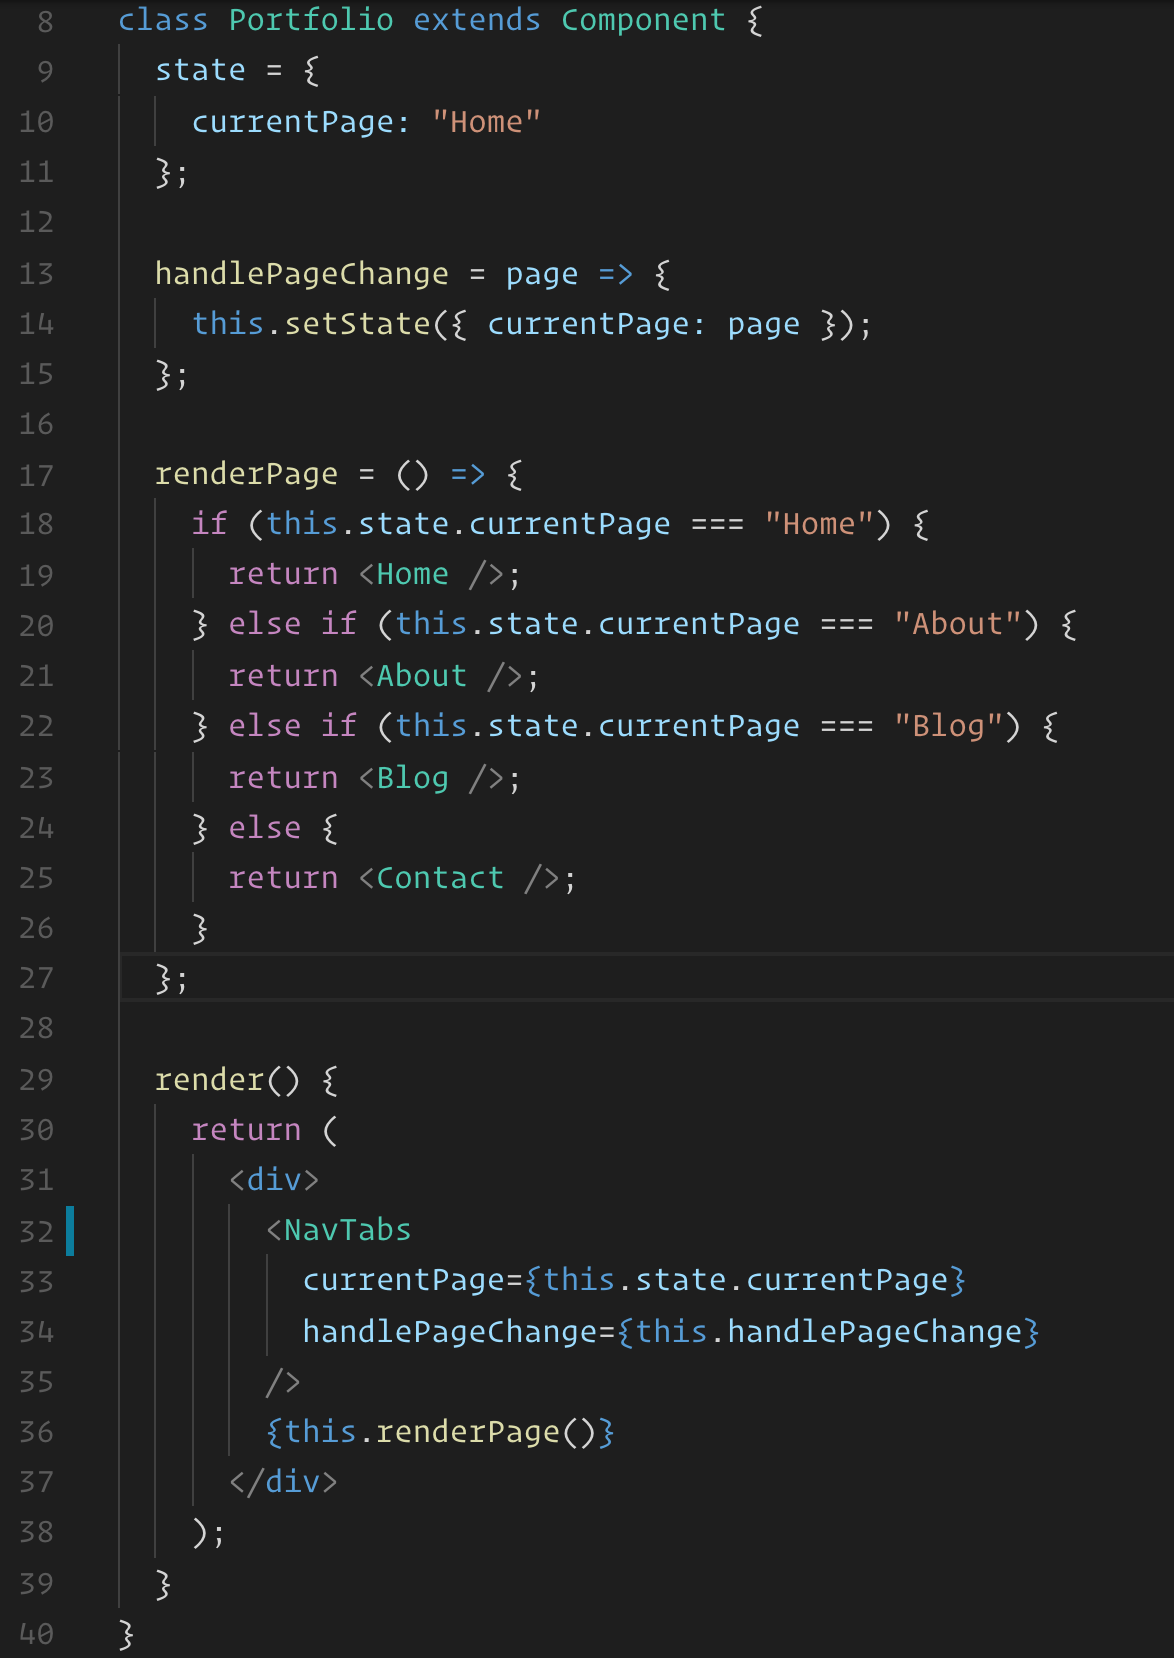 8 class Portfolio extends Component {
9   state = {
10     currentPage: "Home"
11   };
12
13   handlePageChange = page => {
14     this.setState({ currentPage: page });
15   };
16
17   renderPage = () => {
18     if (this.state.currentPage === "Home") {
19       return <Home />;
20     } else if (this.state.currentPage === "About") {
21       return <About />;
22     } else if (this.state.currentPage === "Blog") {
23       return <Blog />;
24     } else {
25       return <Contact />;
26     }
27   };
28
29   render() {
30     return (
31       <div>
32         <NavTabs
33           currentPage={this.state.currentPage}
34           handlePageChange={this.handlePageChange}
35         />
36         {this.renderPage()}
37       </div>
38     );
39   }
40 }